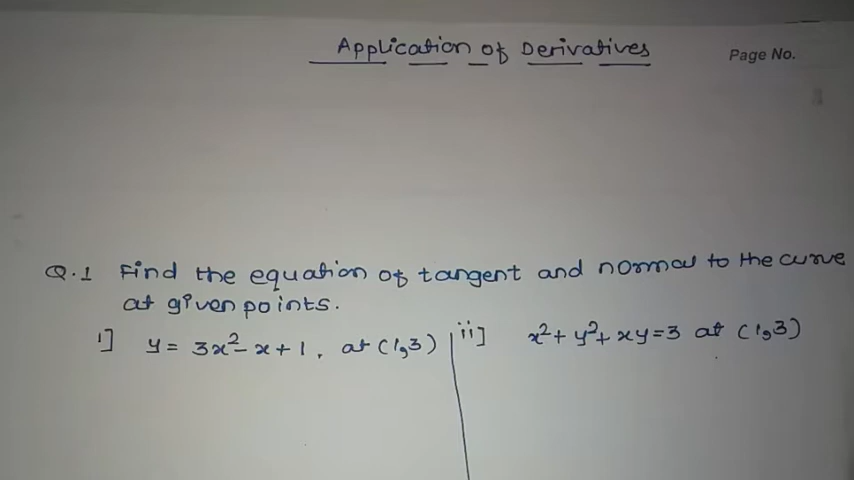 Application of Derivatives
Page No.
Q.1 Find the equation of tangent and normal to the curve
at given points.
i] y = 3x² - x + 1, at (1,3)
ii] x² + y² + xy = 3 at (1,3)